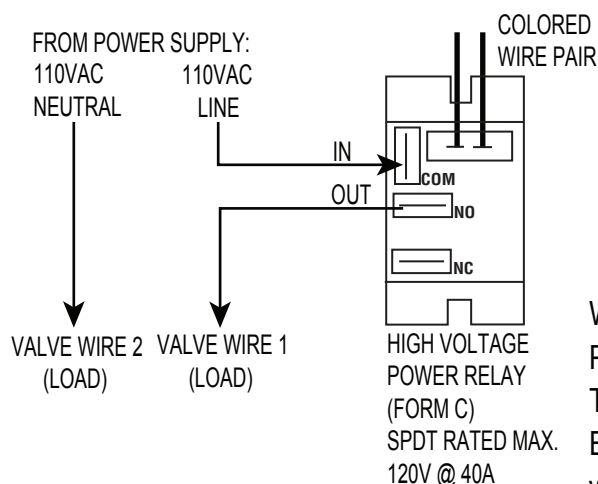 COLORED
WIRE PAIR
FROM POWER SUPPLY:
110VAC
NEUTRAL
110VAC
LINE
IN
COM
OUT
NO
NC
VALVE WIRE 2
(LOAD)
VALVE WIRE 1
(LOAD)
HIGH VOLTAGE
POWER RELAY
(FORM C)
SPDT RATED MAX.
120V @ 40A